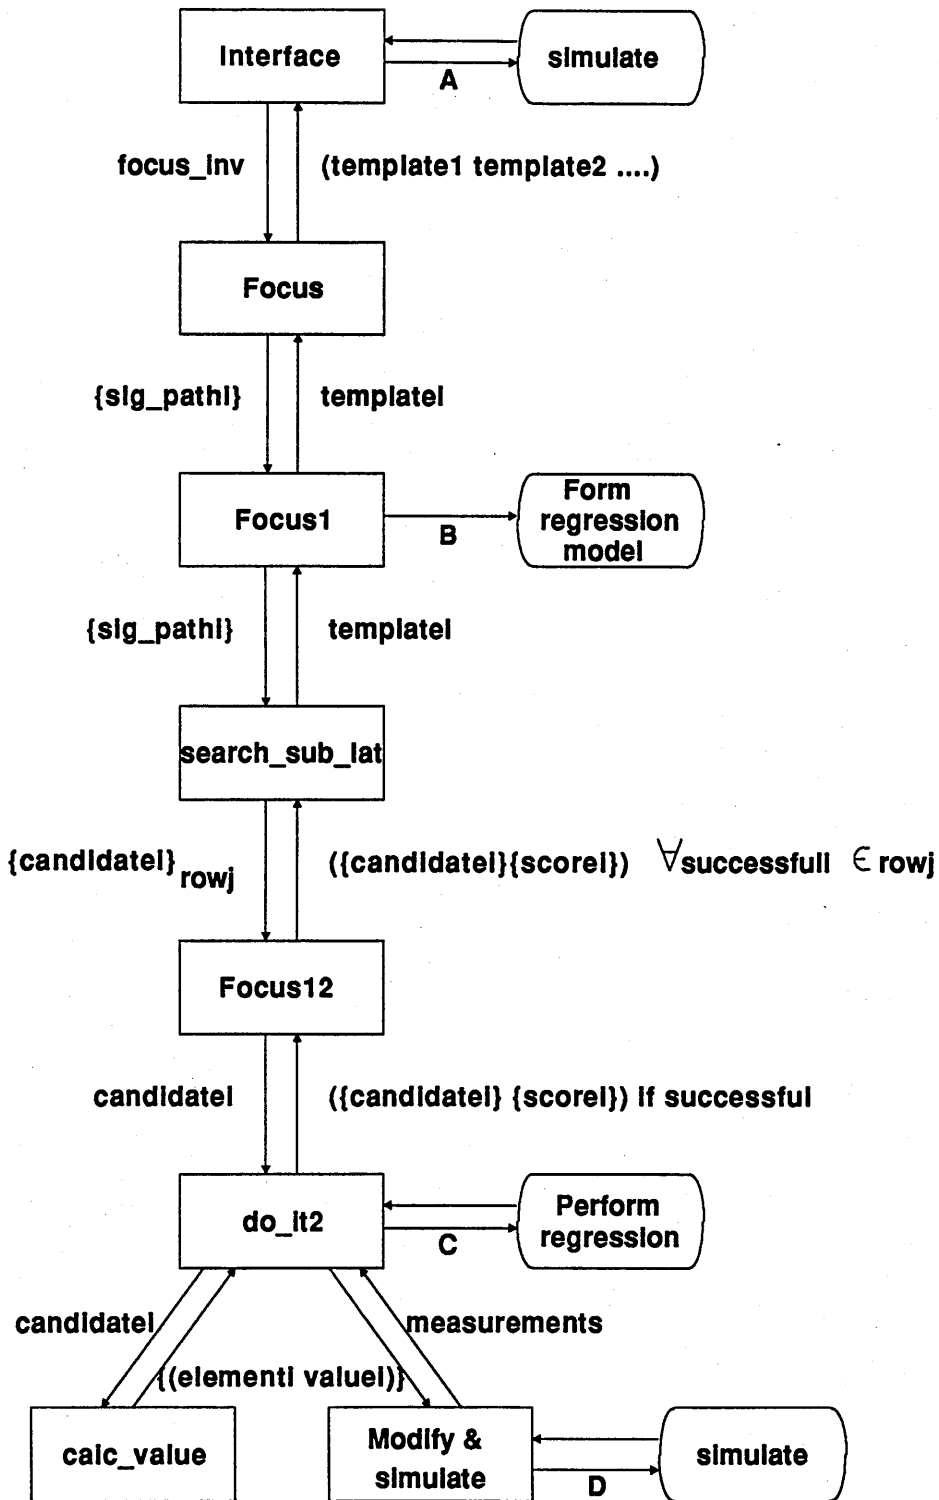 Interface
simulate
A
focus_inv
(template1 template2 ....)
Focus
{sig_pathi}
templatei
Focus1
Form
regression
model
B
{sig_pathi}
templatei
search_sub_lat
{candidatei}rowj
({candidatei}{scorei}) ∀successfuli ∈ rowj
Focus12
candidatei
({candidatei} {scorei}) if successful
do_it2
Perform
regression
C
candidatei
measurements
{(elementi valuei)}
calc_value
Modify &
simulate
simulate
D